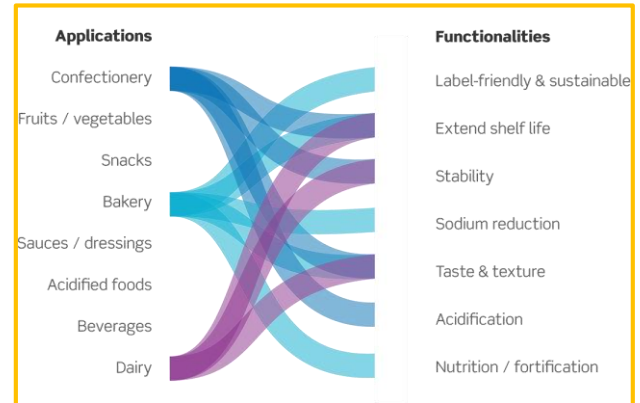 Applications
Confectionery
Fruits / vegetables
Snacks
Bakery
Sauces / dressings
Acidified foods
Beverages
Dairy
Functionalities
Label-friendly & sustainable
Extend shelf life
Stability
Sodium reduction
Taste & texture
Acidification
Nutrition / fortification